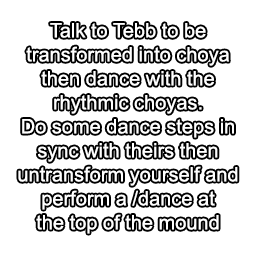 Talk to Tebb to be
transformed into choya
then dance with the
rhythmic choyas.
Do some dance steps in
sync with theirs then
untransform yourself and
perform a /dance at
the top of the mound